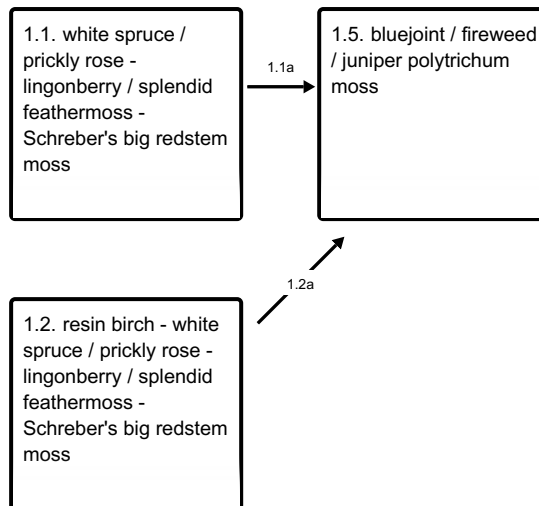 1.1. white spruce /
prickly rose -
lingonberry / splendid
feathermoss -
Schreber's big redstem
moss
1.1a
1.5. bluejoint / fireweed
/ juniper polytrichum
moss
1.2a
1.2. resin birch - white
spruce / prickly rose -
lingonberry / splendid
feathermoss -
Schreber's big redstem
moss